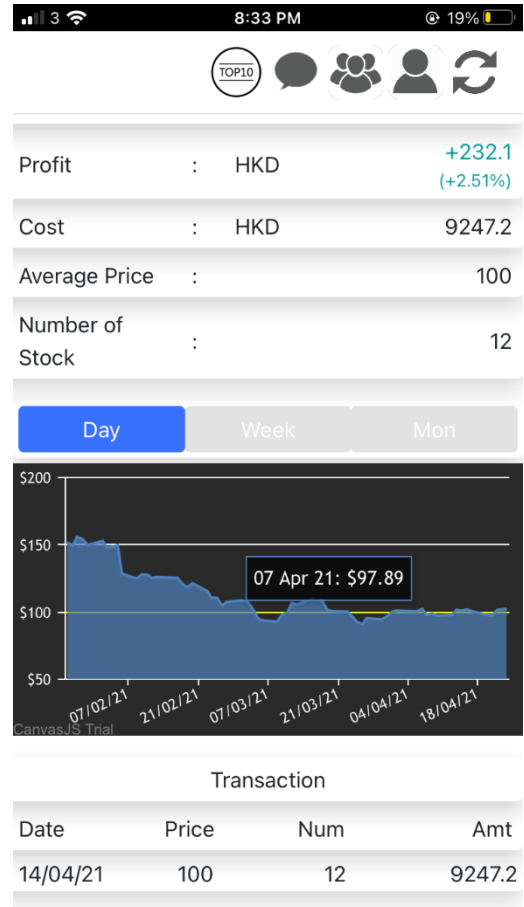 3 8:33 PM 19%
TOP10
+232.1
Profit : HKD
(+2.51%)
Cost : HKD 9247.2
Average Price : 100
Number of
Stock : 12
Day Week Mon
$200
$150
07 Apr 21: $97.89
$100
$50
07/02/21 21/02/21 07/03/21 21/03/21 04/04/21 18/04/21
CanvasJS Trial
Transaction
Date Price Num Amt
14/04/21 100 12 9247.2